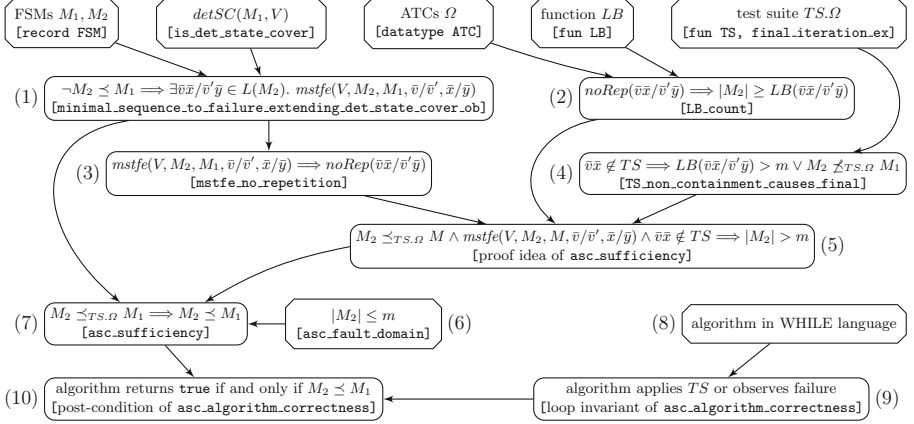 FSMs M₁, M₂
[record FSM]
detSC(M₁, V)
[is_det_state_cover]
ATCs Ω
[datatype ATC]
function LB
[fun LB]
test suite TS.Ω
[fun TS, final_iteration_ex]
(1)
¬M₂ ⪯ M₁ ⟹ ∃v̄x̄/v̄′ȳ ∈ L(M₂). mstfe(V, M₂, M₁, v̄/v̄′, x̄/ȳ)
[minimal_sequence_to_failure_extending_det_state_cover_ob]
(2)
noRep(v̄x̄/v̄′ȳ) ⟹ |M₂| ≥ LB(v̄x̄/v̄′ȳ)
[LB_count]
(3)
mstfe(V, M₂, M₁, v̄/v̄′, x̄/ȳ) ⟹ noRep(v̄x̄/v̄′ȳ)
[mstfe_no_repetition]
(4)
v̄x̄ ∉ TS ⟹ LB(v̄x̄/v̄′ȳ) > m ∨ M₂ ⪯̸_TS.Ω M₁
[TS_non_containment_causes_final]
M₂ ⪯_TS.Ω M ∧ mstfe(V, M₂, M, v̄/v̄′, x̄/ȳ) ∧ v̄x̄ ∉ TS ⟹ |M₂| > m
[proof idea of asc_sufficiency]
(5)
(7)
M₂ ⪯_TS.Ω M₁ ⟹ M₂ ⪯ M₁
[asc_sufficiency]
|M₂| ≤ m
[asc_fault_domain]
(6)
(8)
algorithm in WHILE language
(10)
algorithm returns true if and only if M₂ ⪯ M₁
[post-condition of asc_algorithm_correctness]
algorithm applies TS or observes failure
[loop invariant of asc_algorithm_correctness]
(9)